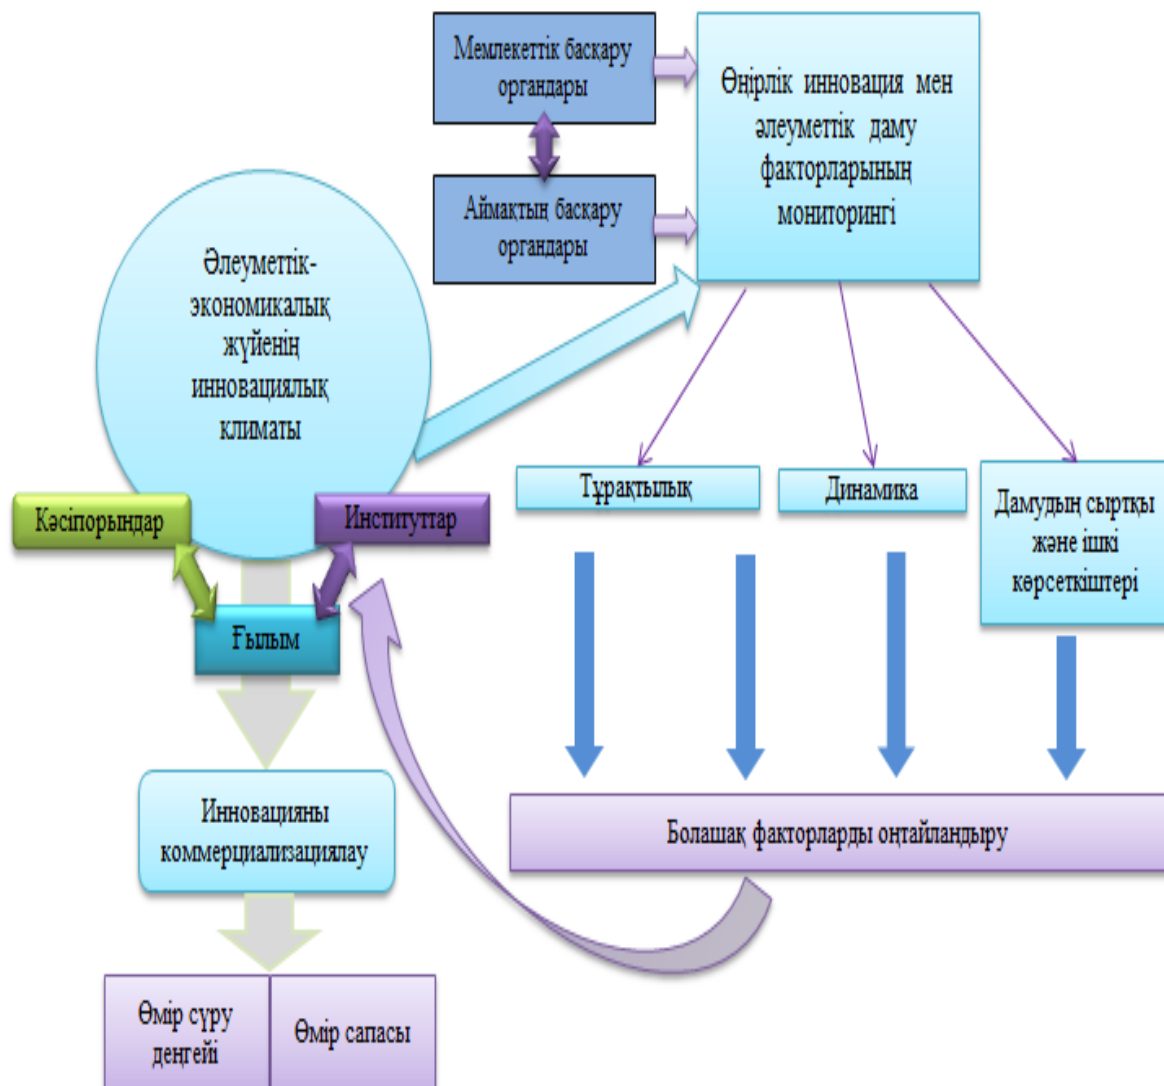 Мемлекеттік басқару
органдары
Өңірлік инновация мен
әлеуметтік даму
факторларының
мониторингі
Аймақтың басқару
органдары
Әлеуметтік-
экономикалық
жүйенің
инновациялық
климаты
Тұрақтылық
Динамика
Дамудың сыртқы
және ішкі
көрсеткіштері
Кәсіпорындар
Институттар
Ғылым
Инновацияны
коммерциализациялау
Болашақ факторларды оңтайландыру
Өмір сүру
деңгейі
Өмір сапасы